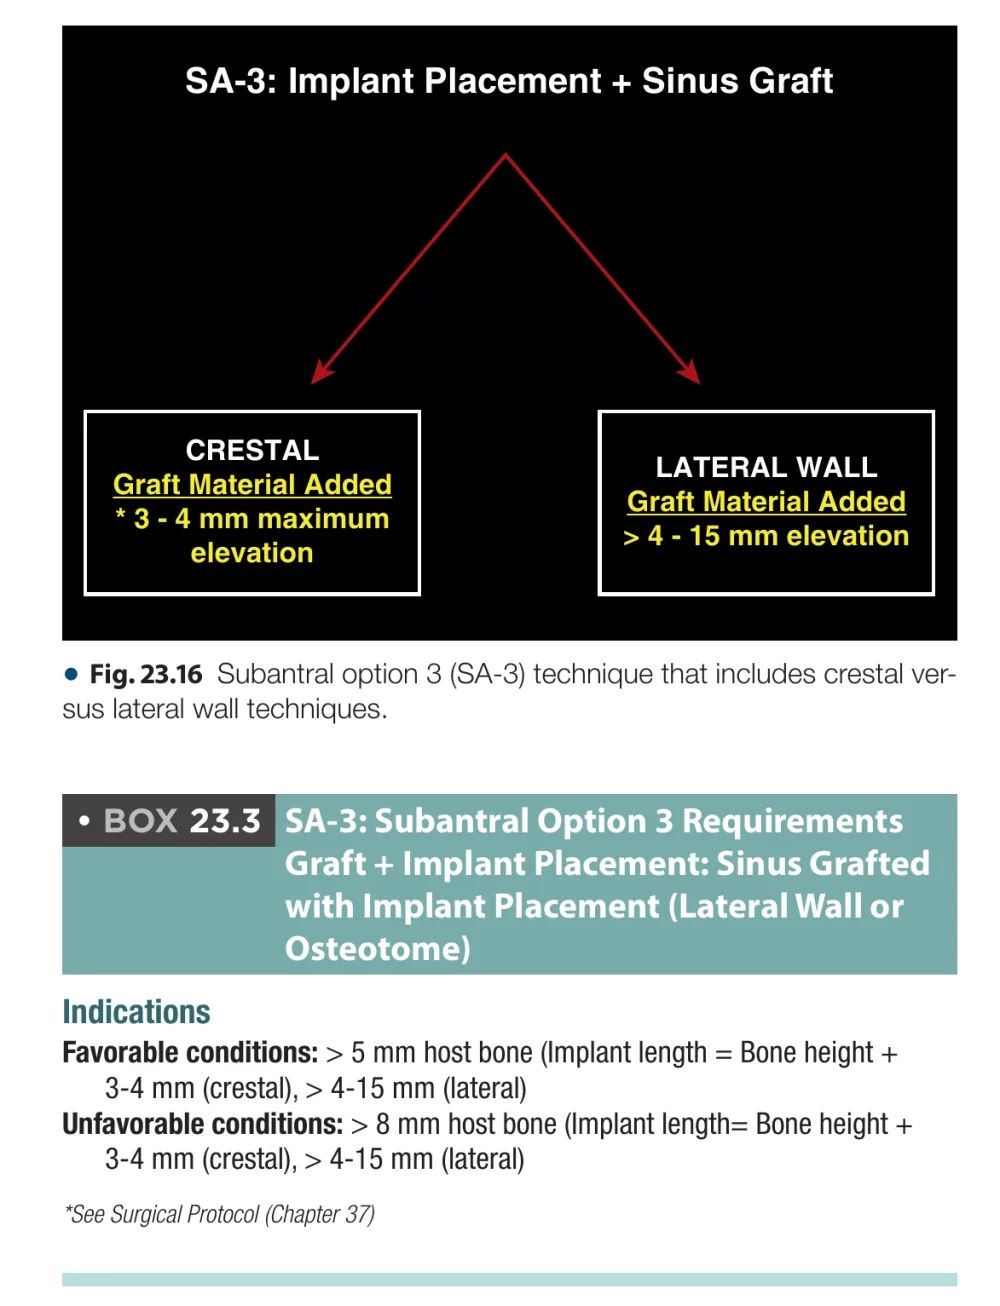 SA-3: Implant Placement + Sinus Graft
CRESTAL
Graft Material Added
* 3 - 4 mm maximum
elevation
LATERAL WALL
Graft Material Added
> 4 - 15 mm elevation
• Fig. 23.16 Subantral option 3 (SA-3) technique that includes crestal ver-
sus lateral wall techniques.
• BOX 23.3 SA-3: Subantral Option 3 Requirements
Graft + Implant Placement: Sinus Grafted
with Implant Placement (Lateral Wall or
Osteotome)
Indications
Favorable conditions: > 5 mm host bone (Implant length = Bone height +
3-4 mm (crestal), > 4-15 mm (lateral)
Unfavorable conditions: > 8 mm host bone (Implant length= Bone height +
3-4 mm (crestal), > 4-15 mm (lateral)
*See Surgical Protocol (Chapter 37)